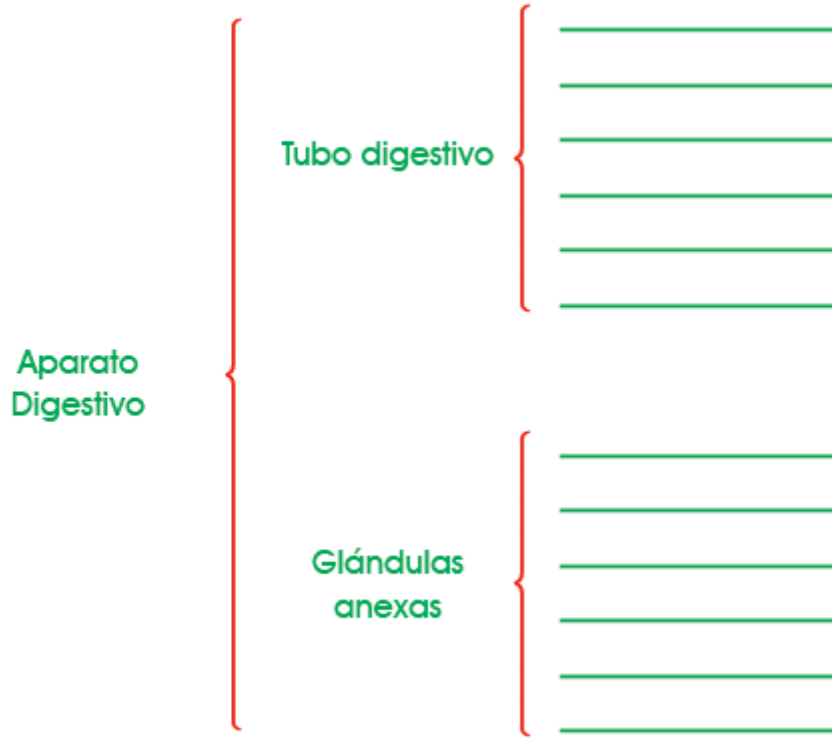 Tubo digestivo
Aparato
Digestivo
Glándulas
anexas